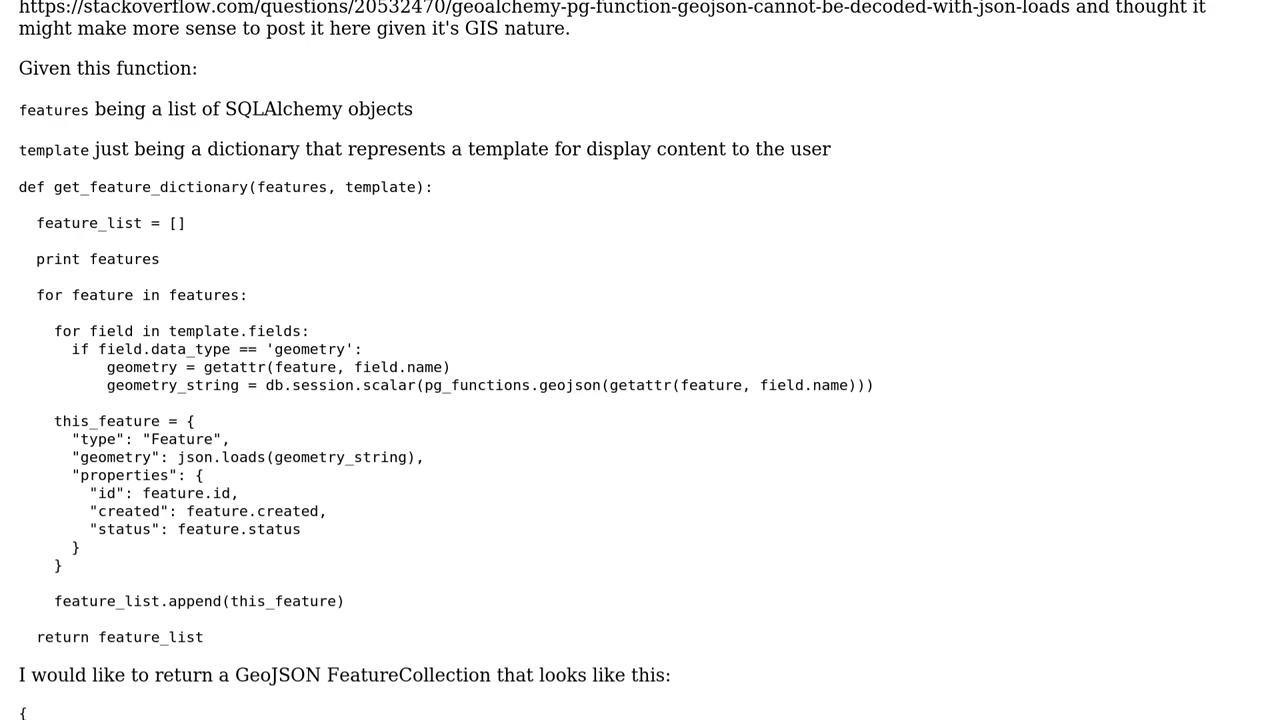 https://stackoverflow.com/questions/20532470/geoalchemy-pg-function-geojson-cannot-be-decoded-with-json-loads and thought it
might make more sense to post it here given it's GIS nature.
Given this function:
features being a list of SQLAlchemy objects
template just being a dictionary that represents a template for display content to the user
def get_feature_dictionary(features, template):
  feature_list = []
  print features
  for feature in features:
    for field in template.fields:
      if field.data_type == 'geometry':
          geometry = getattr(feature, field.name)
          geometry_string = db.session.scalar(pg_functions.geojson(getattr(feature, field.name)))
    this_feature = {
      "type": "Feature",
      "geometry": json.loads(geometry_string),
      "properties": {
        "id": feature.id,
        "created": feature.created,
        "status": feature.status
      }
    }
    feature_list.append(this_feature)
  return feature_list
I would like to return a GeoJSON FeatureCollection that looks like this:
{